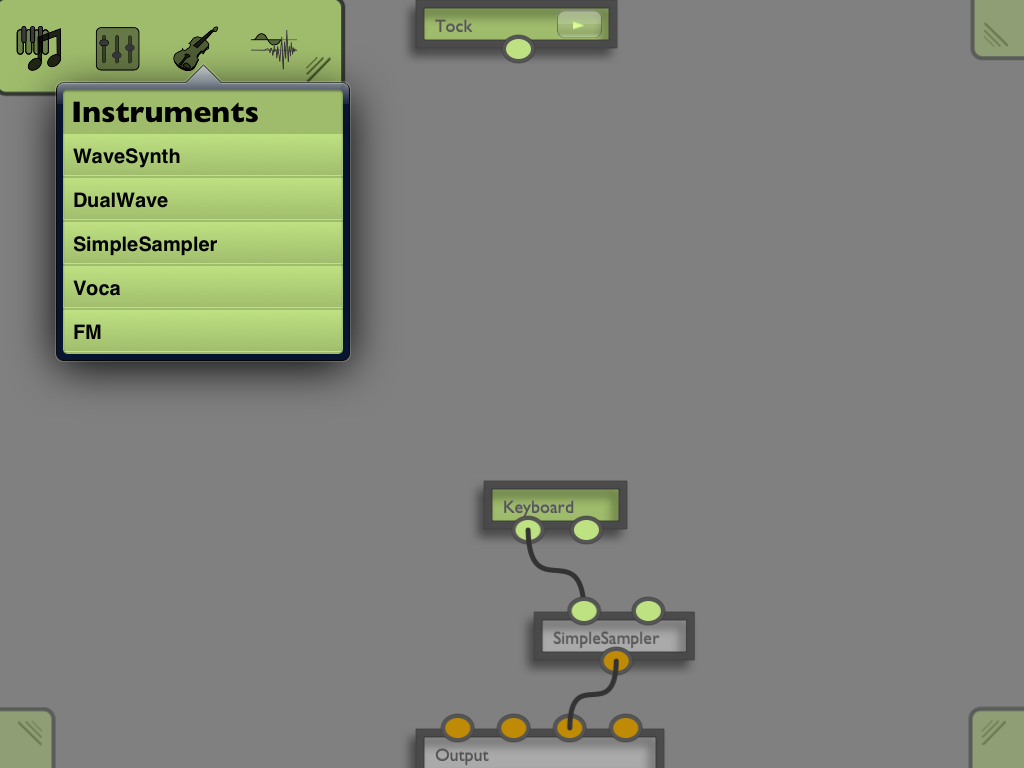 Tock
Instruments
WaveSynth
DualWave
SimpleSampler
Voca
FM
Keyboard
SimpleSampler
Output